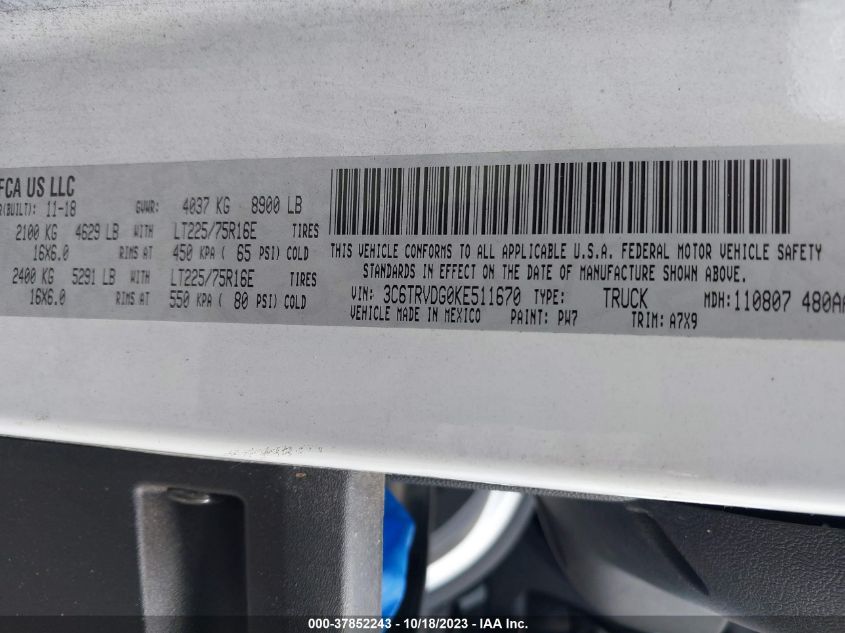 FCA US LLC
(BUILT): 11-18 GVWR: 4037 KG 8900 LB
2100 KG 4629 LB WITH LT225/75R16E TIRES
16X6.0 RIMS AT 450 KPA ( 65 PSI) COLD
2400 KG 5291 LB WITH LT225/75R16E TIRES
16X6.0 RIMS AT 550 KPA ( 80 PSI) COLD
THIS VEHICLE CONFORMS TO ALL APPLICABLE U.S.A. FEDERAL MOTOR VEHICLE SAFETY
STANDARDS IN EFFECT ON THE DATE OF MANUFACTURE SHOWN ABOVE.
VIN: 3C6TRVDG0KE511670 TYPE: TRUCK MDH: 110807 480AA
VEHICLE MADE IN MEXICO PAINT: PW7 TRIM: A7X9
000-37852243 - 10/18/2023 - IAA Inc.